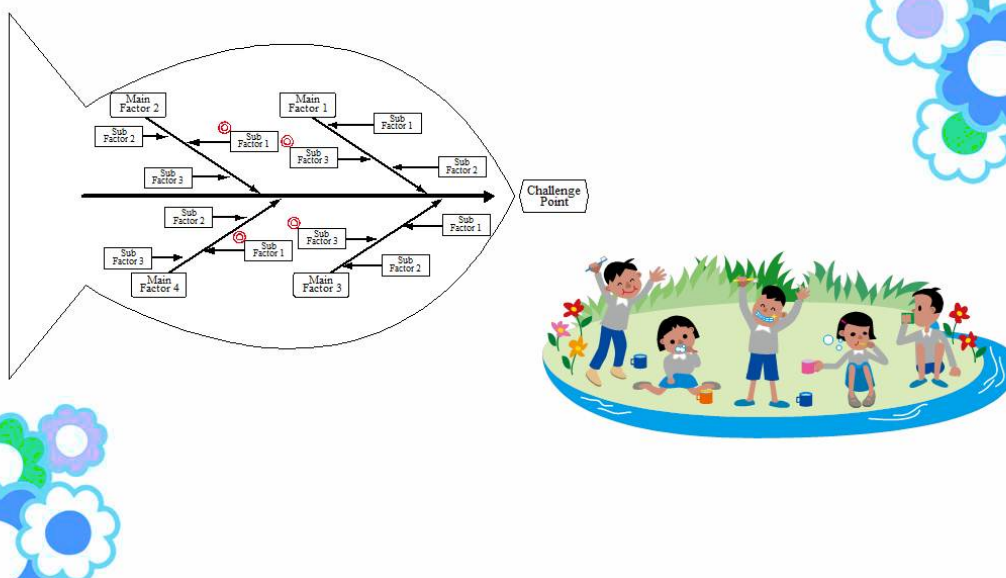 Main
Factor 2
Main
Factor 1
Sub
Factor 2
Sub
Factor 1
Sub
Factor 1
Sub
Factor 3
Sub
Factor 2
Sub
Factor 3
Challenge
Point
Sub
Factor 2
Sub
Factor 1
Sub
Factor 3
Sub
Factor 3
Sub
Factor 1
Sub
Factor 2
Main
Factor 4
Main
Factor 3